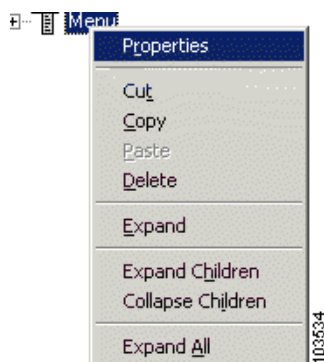 Menu
Properties
Cut
Copy
Paste
Delete
Expand
Expand Children
Collapse Children
Expand All
103534